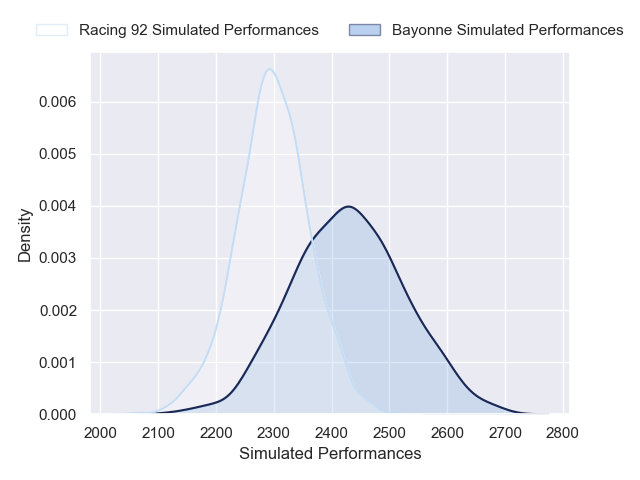 Racing 92 Simulated Performances Bayonne Simulated Performances
0.006
0.005
0.004
0.003
0.002
0.001
0.000
Density
2000 2100 2200 2300 2400 2500 2600 2700 2800
Simulated Performances